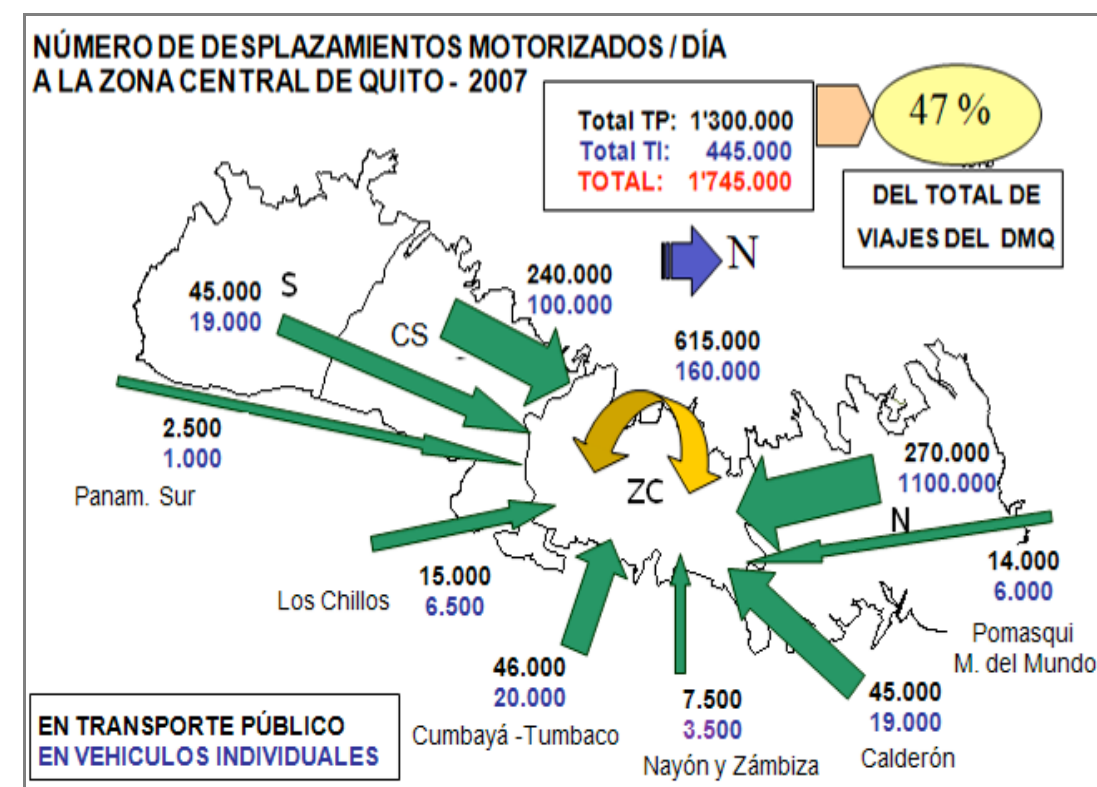 NÚMERO DE DESPLAZAMIENTOS MOTORIZADOS / DÍA
A LA ZONA CENTRAL DE QUITO - 2007
Total TP: 1'300.000
Total TI: 445.000
TOTAL: 1'745.000
47 %
DEL TOTAL DE
VIAJES DEL DMQ
N
45.000
19.000
S
CS
240.000
100.000
615.000
160.000
2.500
1.000
Panam. Sur
ZC
270.000
1100.000
N
15.000
6.500
Los Chillos
14.000
6.000
Pomasqui
M. del Mundo
46.000
20.000
Cumbayá -Tumbaco
7.500
3.500
Nayón y Zámbiza
45.000
19.000
Calderón
EN TRANSPORTE PÚBLICO
EN VEHICULOS INDIVIDUALES